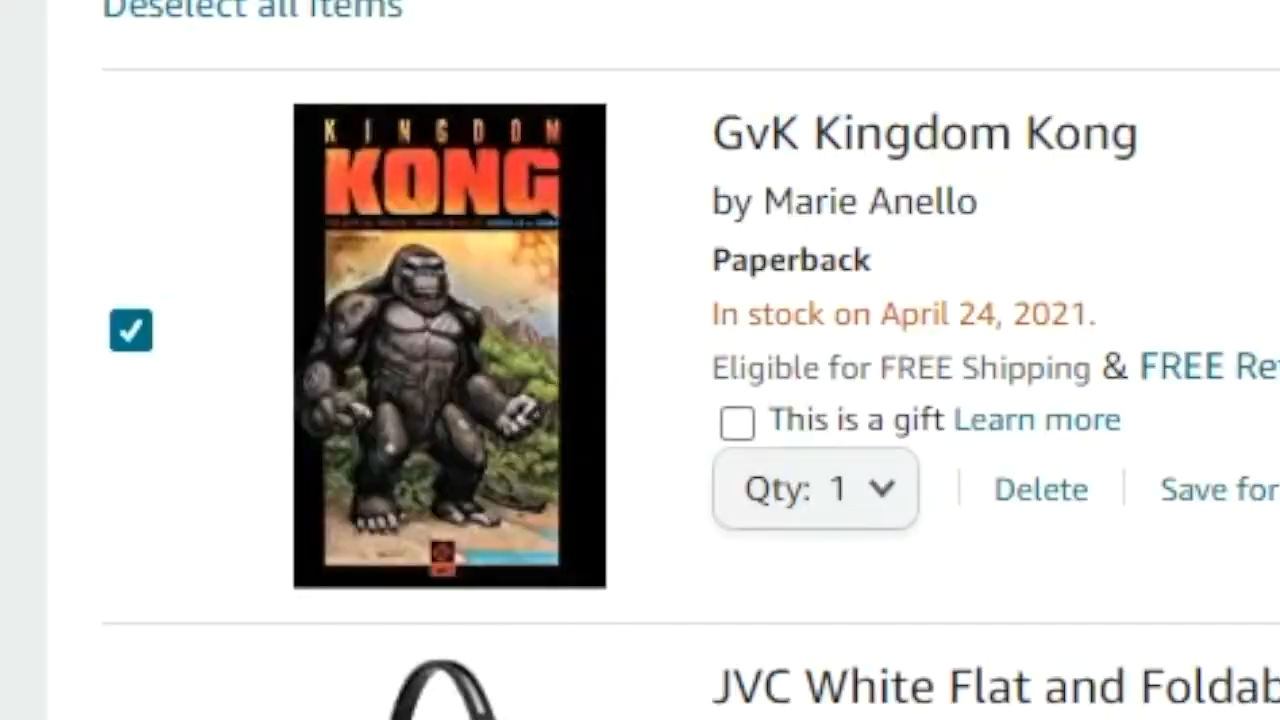 Deselect all items
KINGDOM
KONG
GvK Kingdom Kong
by Marie Anello
Paperback
In stock on April 24, 2021.
Eligible for FREE Shipping & FREE Re
This is a gift Learn more
Qty: 1
Delete
Save for
JVC White Flat and Foldab